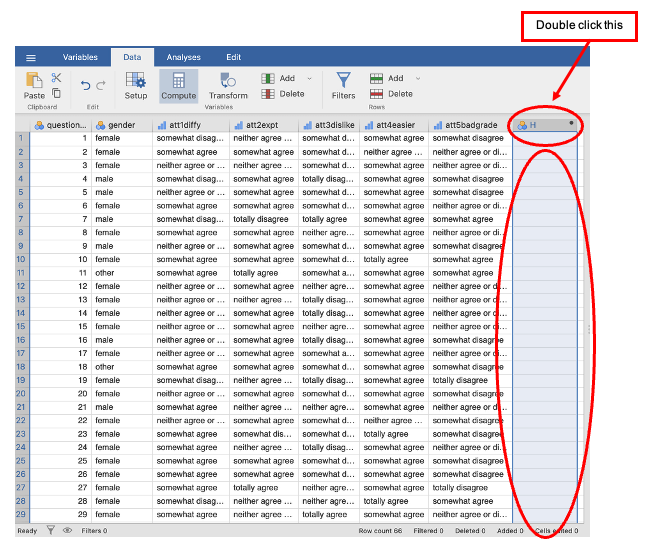 Double click this
Variables Data Analyses Edit
Paste Setup Compute Transform Add Delete Filters Add Delete
Clipboard Edit Variables Rows
question... gender att1diffy att2expt att3dislike att4easier att5badgrade H
1 1 female somewhat disag... neither agree ... somewhat d... somewhat agree somewhat disagree
2 2 female somewhat agree somewhat agree somewhat d... neither agree ... neither agree or di...
3 3 female neither agree or ... neither agree ... somewhat d... somewhat agree neither agree or di...
4 4 male somewhat disag... somewhat agree totally disag... somewhat agree somewhat disagree
5 5 male neither agree or ... somewhat agree somewhat d... somewhat agree somewhat disagree
6 6 female somewhat agree somewhat agree somewhat d... somewhat agree neither agree or di...
7 7 male somewhat disag... totally disagree totally agree somewhat agree somewhat agree
8 8 female somewhat agree somewhat agree neither agre... somewhat agree neither agree or di...
9 9 male neither agree or ... somewhat agree somewhat d... somewhat agree somewhat disagree
10 10 female somewhat agree somewhat agree somewhat d... totally agree somewhat agree
11 11 other somewhat agree totally agree somewhat a... somewhat agree somewhat agree
12 12 female neither agree or ... somewhat agree neither agre... somewhat agree neither agree or di...
13 13 female neither agree or ... neither agree ... totally disag... somewhat agree neither agree or di...
14 14 female neither agree or ... neither agree ... totally disag... somewhat agree neither agree or di...
15 15 female neither agree or ... somewhat agree neither agre... somewhat agree neither agree or di...
16 16 male neither agree or ... somewhat agree totally disag... somewhat agree somewhat disagree
17 17 female neither agree or ... somewhat agree somewhat a... somewhat agree neither agree or di...
18 18 other somewhat agree somewhat agree somewhat d... somewhat agree somewhat disagree
19 19 female somewhat disag... neither agree ... totally disag... somewhat agree totally disagree
20 20 female neither agree or ... somewhat agree somewhat d... somewhat agree somewhat disagree
21 21 male neither agree or ... somewhat agree somewhat d... somewhat agree neither agree or di...
22 22 female neither agree or ... neither agree ... somewhat d... neither agree ... somewhat disagree
23 23 female somewhat agree somewhat dis... somewhat d... totally agree somewhat disagree
24 24 female somewhat agree neither agree ... totally disag... somewhat agree somewhat disagree
25 25 female somewhat agree somewhat agree somewhat d... somewhat agree neither agree or di...
26 26 female somewhat agree somewhat agree somewhat d... somewhat agree somewhat disagree
27 27 female somewhat agree totally agree neither agre... somewhat agree neither agree or di...
28 28 female somewhat disag... neither agree ... neither agre... totally agree somewhat agree
29 29 female somewhat agree neither agree ... totally disag... somewhat agree neither agree or di...
Ready Filters 0 Row count 66 Filtered 0 Deleted 0 Added 0 Cells edited 0